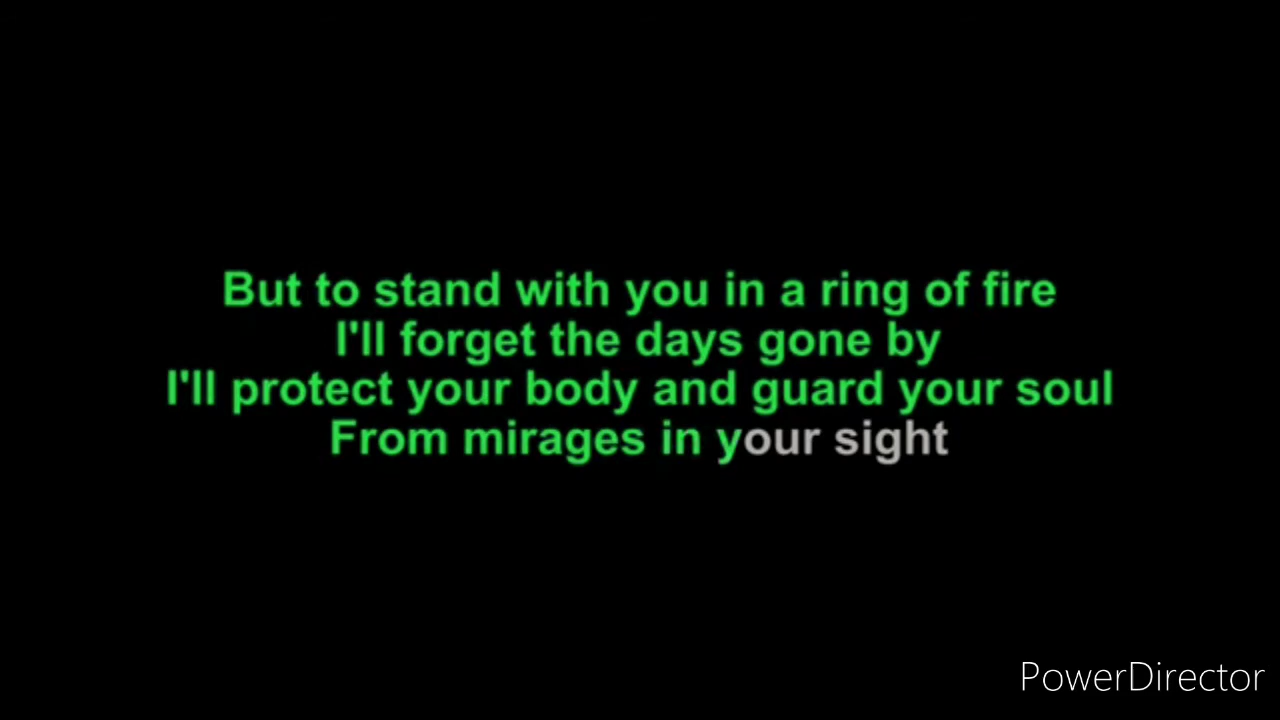 But to stand with you in a ring of fire
I'll forget the days gone by
I'll protect your body and guard your soul
From mirages in your sight
PowerDirector